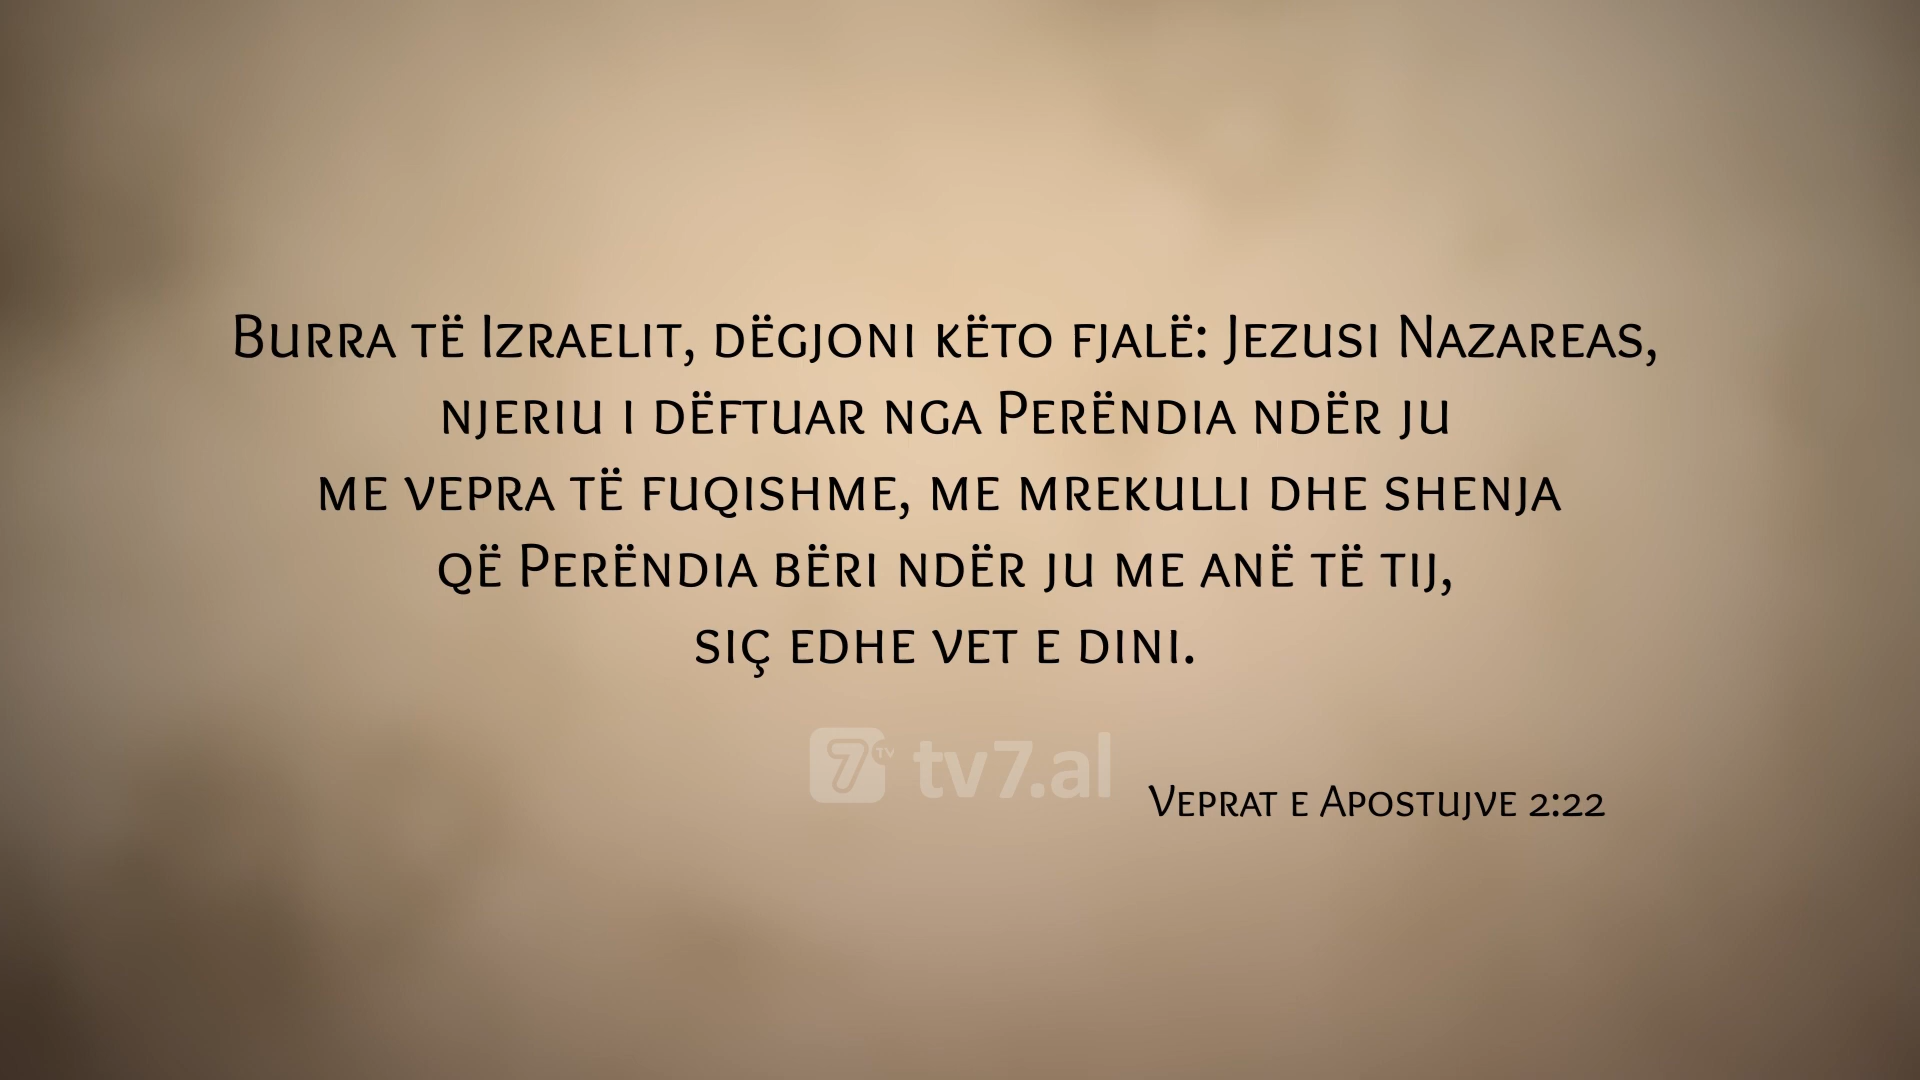 Burra të Izraelit, dëgjoni këto fjalë: Jezusi Nazareas,
njeriu i dëftuar nga Perëndia ndër ju
me vepra të fuqishme, me mrekulli dhe shenja
që Perëndia bëri ndër ju me anë të tij,
siç edhe vet e dini.
7 TV tv7.al
Veprat e Apostujve 2:22